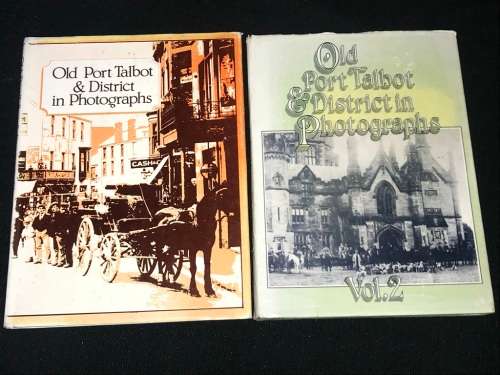 Old Port Talbot
& District
in Photographs
CASH
Old
Port Talbot
& District in
Photographs
Vol. 2